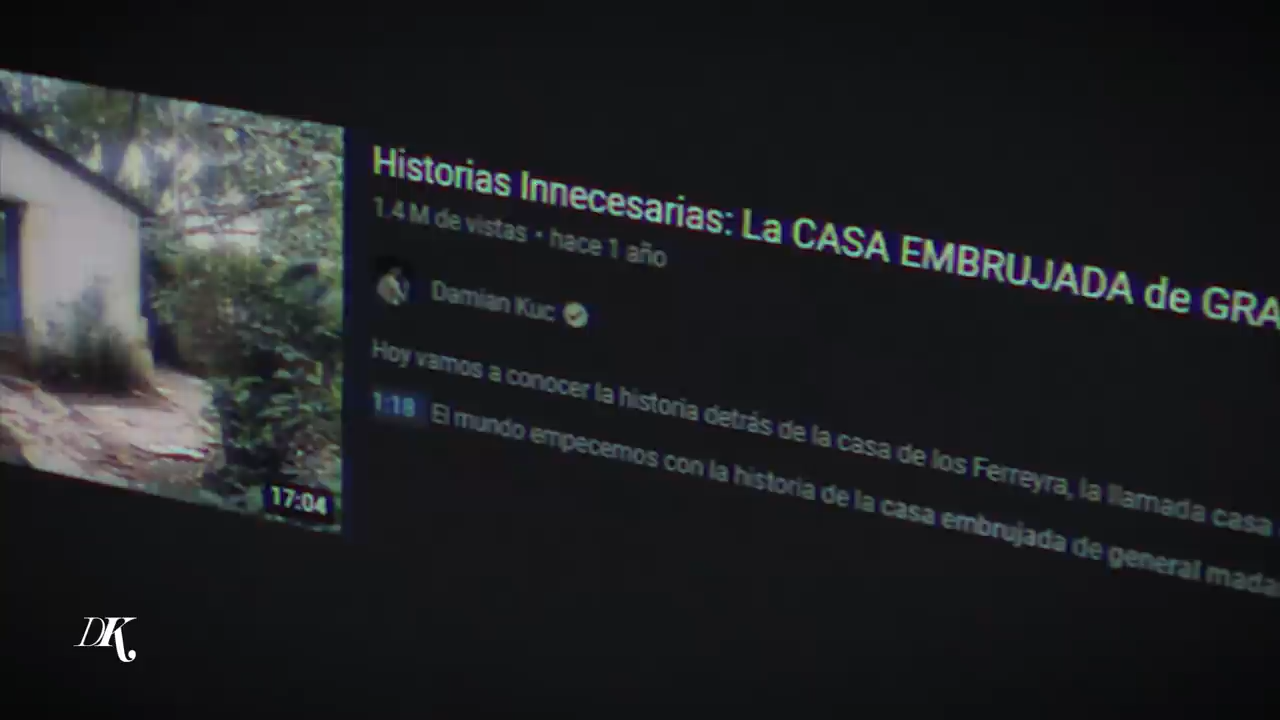 Historias Innecesarias: La CASA EMBRUJADA de GRA
1.4 M de vistas • hace 1 año
Damian Kuc
Hoy vamos a conocer la historia detrás de la casa de los Ferreyra, la llamada casa
1:18 El mundo empecemos con la historia de la casa embrujada de general mada
17:04
DK